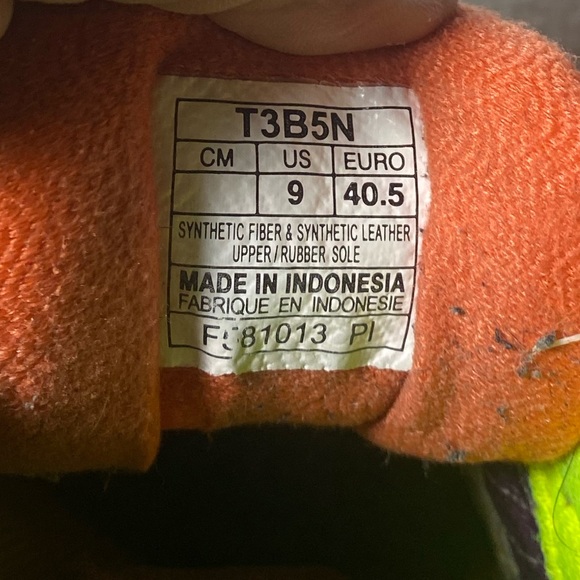 T3B5N
CM US EURO
9 40.5
SYNTHETIC FIBER & SYNTHETIC LEATHER
UPPER / RUBBER SOLE
MADE IN INDONESIA
FABRIQUE EN INDONESIE
PI